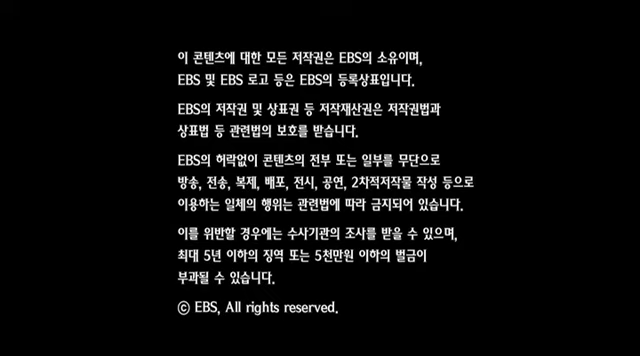 이 콘텐츠에 대한 모든 저작권은 EBS의 소유이며,
EBS 및 EBS 로고 등은 EBS의 등록상표입니다.
EBS의 저작권 및 상표권 등 저작재산권은 저작권법과
상표법 등 관련법의 보호를 받습니다.
EBS의 허락없이 콘텐츠의 전부 또는 일부를 무단으로
방송, 전송, 복제, 배포, 전시, 공연, 2차적저작물 작성 등으로
이용하는 일체의 행위는 관련법에 따라 금지되어 있습니다.
이를 위반할 경우에는 수사기관의 조사를 받을 수 있으며,
최대 5년 이하의 징역 또는 5천만원 이하의 벌금이
부과될 수 있습니다.
© EBS, All rights reserved.